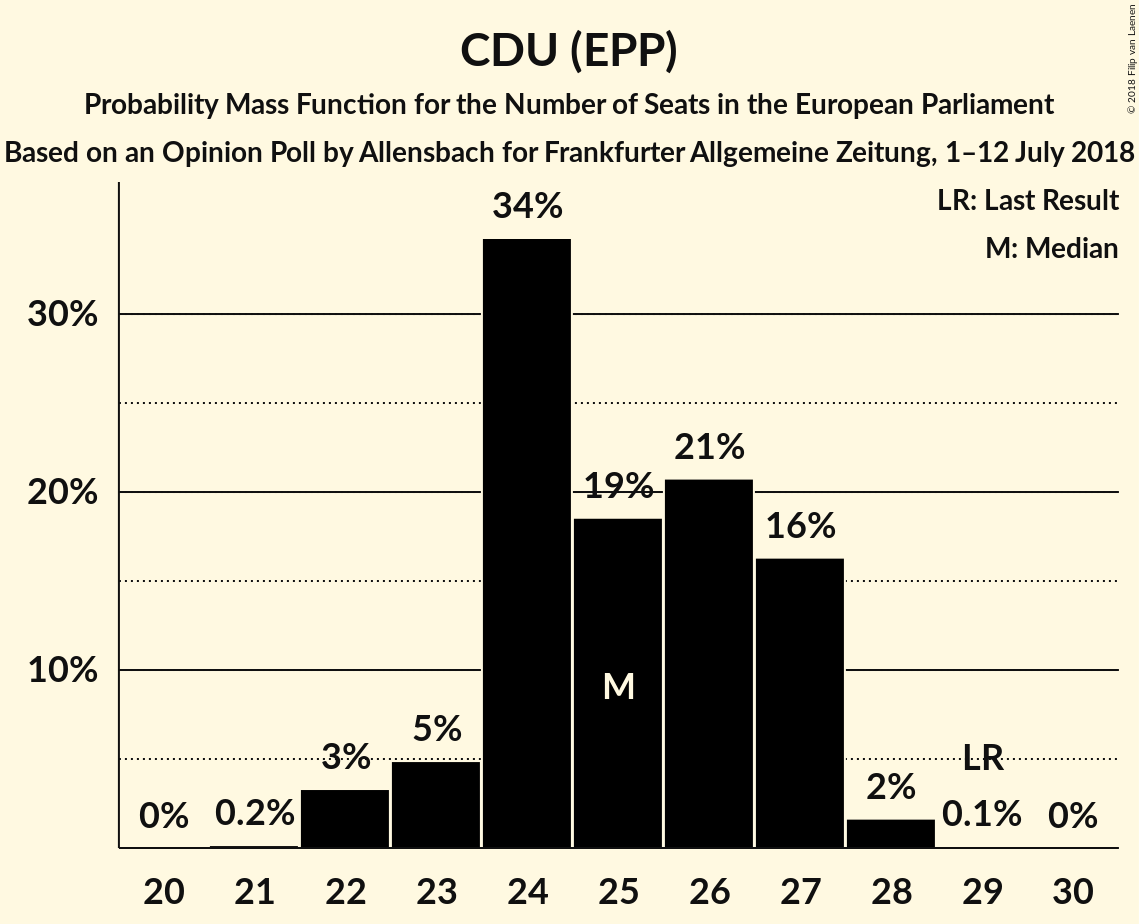 CDU (EPP)
Probability Mass Function for the Number of Seats in the European Parliament
Based on an Opinion Poll by Allensbach for Frankfurter Allgemeine Zeitung, 1–12 July 2018
© 2018 Filip van Laenen
LR: Last Result
M: Median
34%
30%
21%
20%
19%
16%
10%
M
5%
3%
LR
2%
0%
0.2%
0.1%
0%
20 21 22 23 24 25 26 27 28 29 30